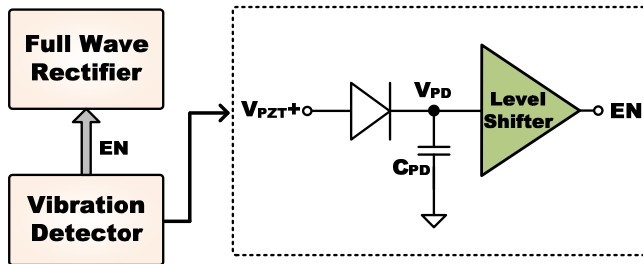 Full Wave
Rectifier
EN
Vibration
Detector
VPZT+
VPD
CPD
Level
Shifter
EN